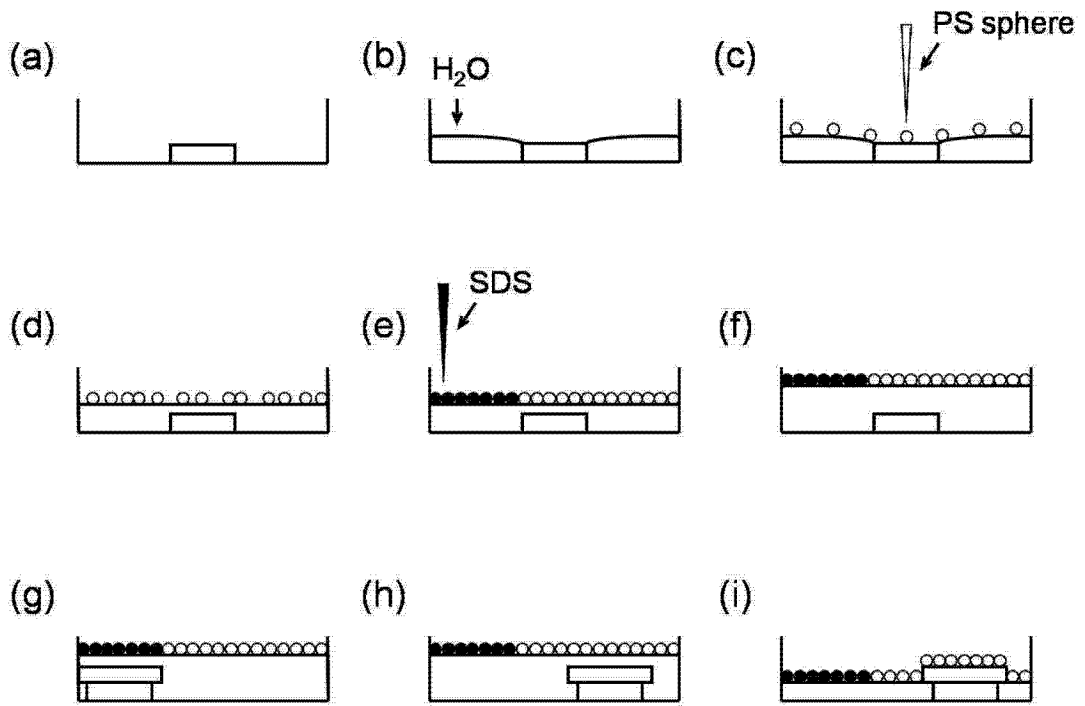 (a)
(b)
H₂O
(c)
PS sphere
(d)
(e)
SDS
(f)
(g)
(h)
(i)